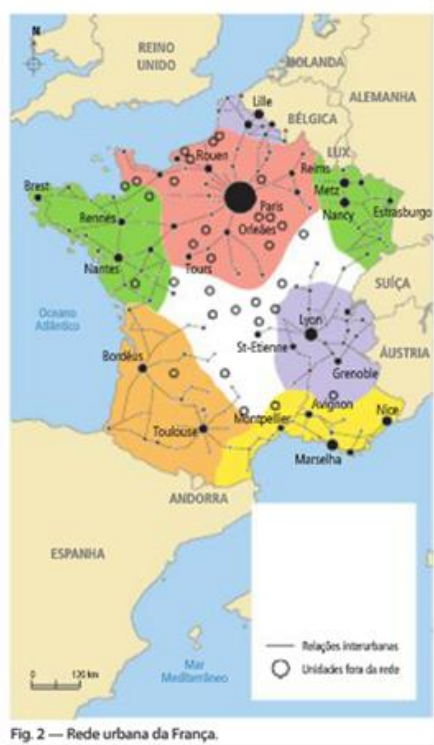 N
REINO
UNIDO
HOLANDA
ALEMANHA
Lille
BÉLGICA
LUX
Rouen
Reims
Metz
Brest
Paris
Nancy
Estrasburgo
Rennes
Orleães
Nantes
Tours
SUÍÇA
Oceano
Atlântico
Lyon
ÁUSTRIA
St-Etienne
Bordéus
Grenoble
Avignon
Nice
Montpellier
Toulouse
Marselha
ANDORRA
ESPANHA
Relações interurbanas
Unidades fora da rede
0 120 km
Mar
Mediterrâneo
Fig. 2 — Rede urbana da França.